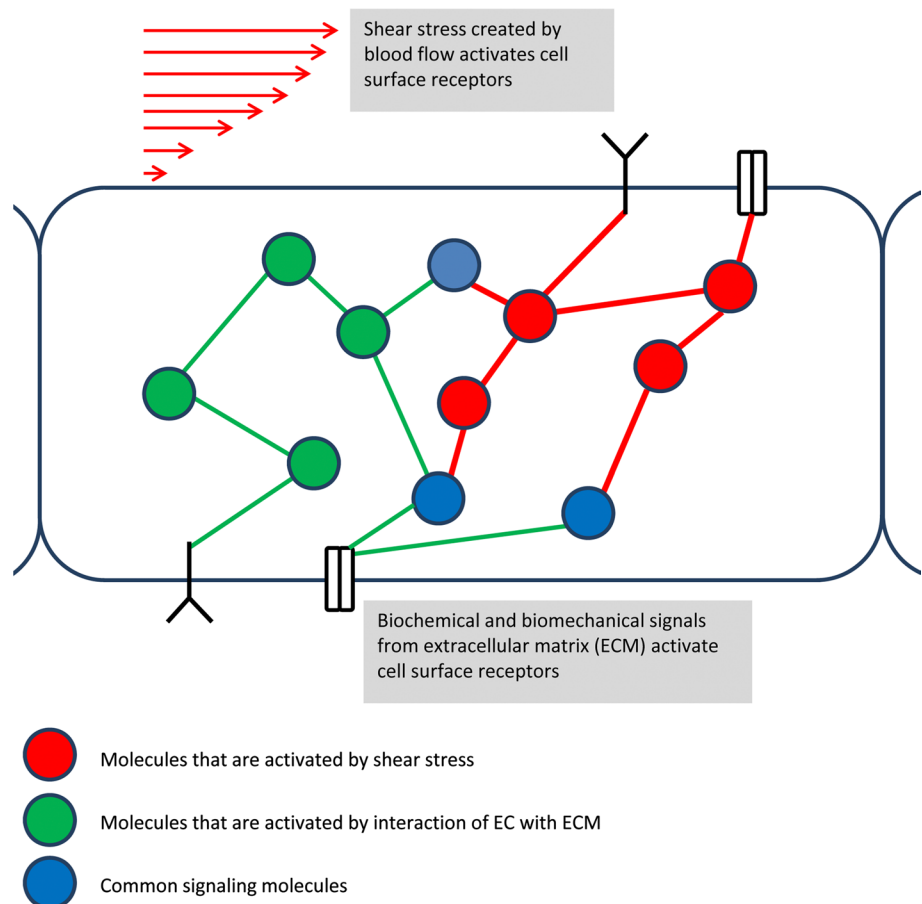 Shear stress created by
blood flow activates cell
surface receptors
Biochemical and biomechanical signals
from extracellular matrix (ECM) activate
cell surface receptors
Molecules that are activated by shear stress
Molecules that are activated by interaction of EC with ECM
Common signaling molecules